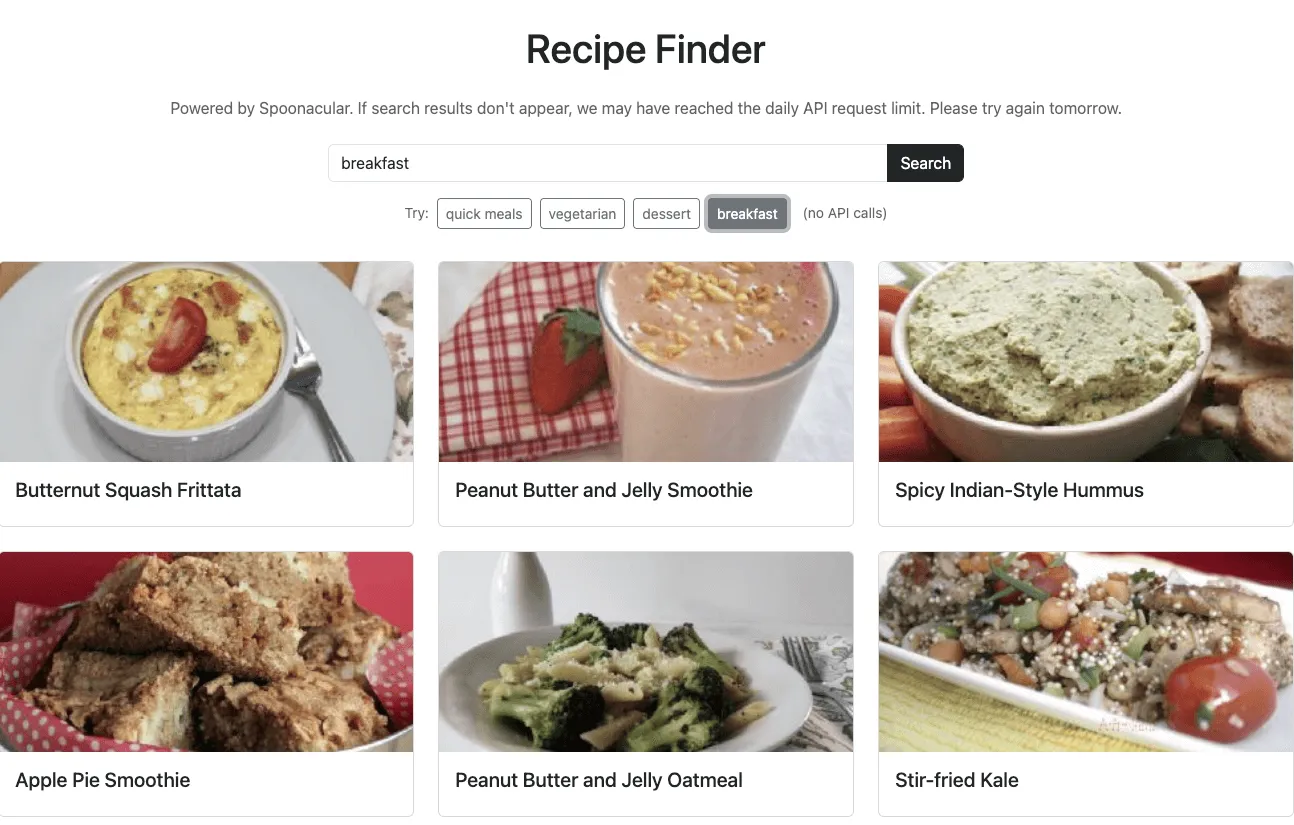 Recipe Finder
Powered by Spoonacular. If search results don't appear, we may have reached the daily API request limit. Please try again tomorrow.
breakfast Search
Try: quick meals vegetarian dessert breakfast (no API calls)
Butternut Squash Frittata
Peanut Butter and Jelly Smoothie
Spicy Indian-Style Hummus
Apple Pie Smoothie
Peanut Butter and Jelly Oatmeal
Stir-fried Kale